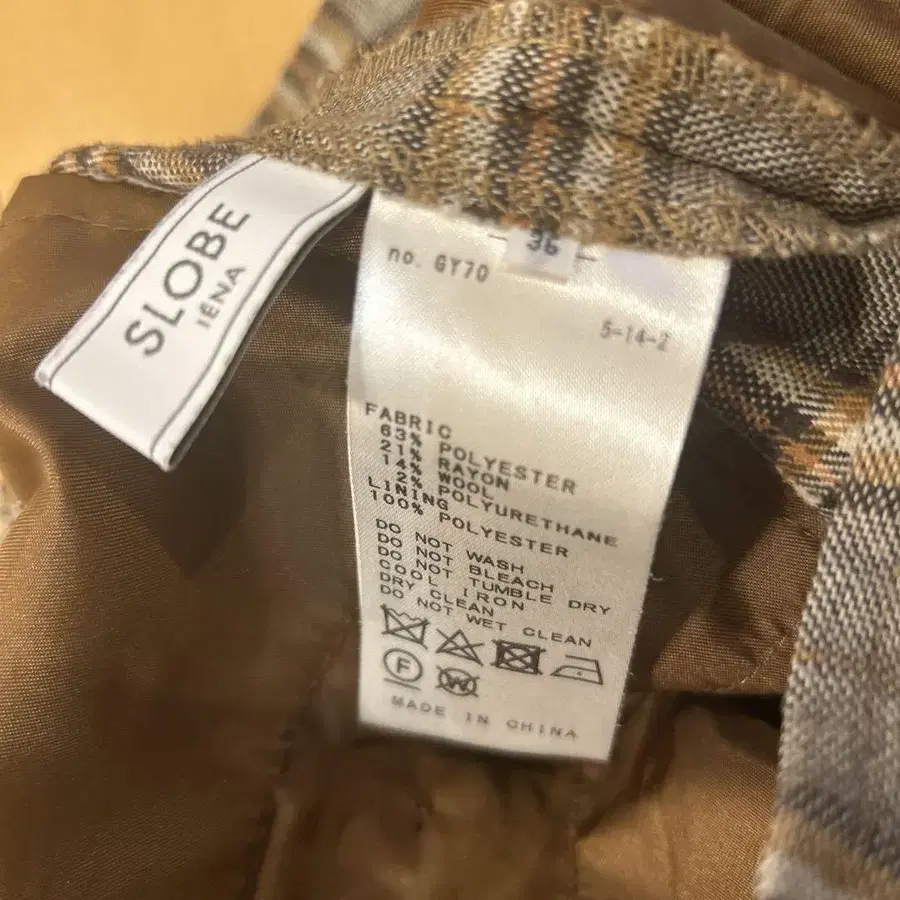 SLOBE
IÉNA
36
no. GY70
5-14-2
FABRIC
63% POLYESTER
21% RAYON
14% WOOL
2% POLYURETHANE
LINING
100% POLYESTER
DO NOT WASH
DO NOT BLEACH
DO NOT TUMBLE DRY
COOL IRON
DRY CLEAN
DO NOT WET CLEAN
F
W
MADE IN CHINA